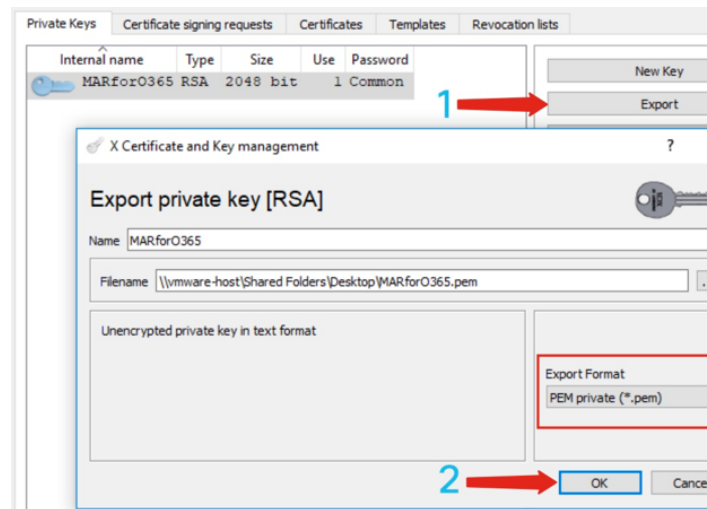 Private Keys Certificate signing requests Certificates Templates Revocation lists
Internal name Type Size Use Password
MARforO365 RSA 2048 bit 1 Common
New Key
1
Export
X Certificate and Key management ?
Export private key [RSA]
Name MARforO365
Filename \\vmware-host\Shared Folders\Desktop\MARforO365.pem .
Unencrypted private key in text format
Export Format
PEM private (*.pem)
2
OK Cance